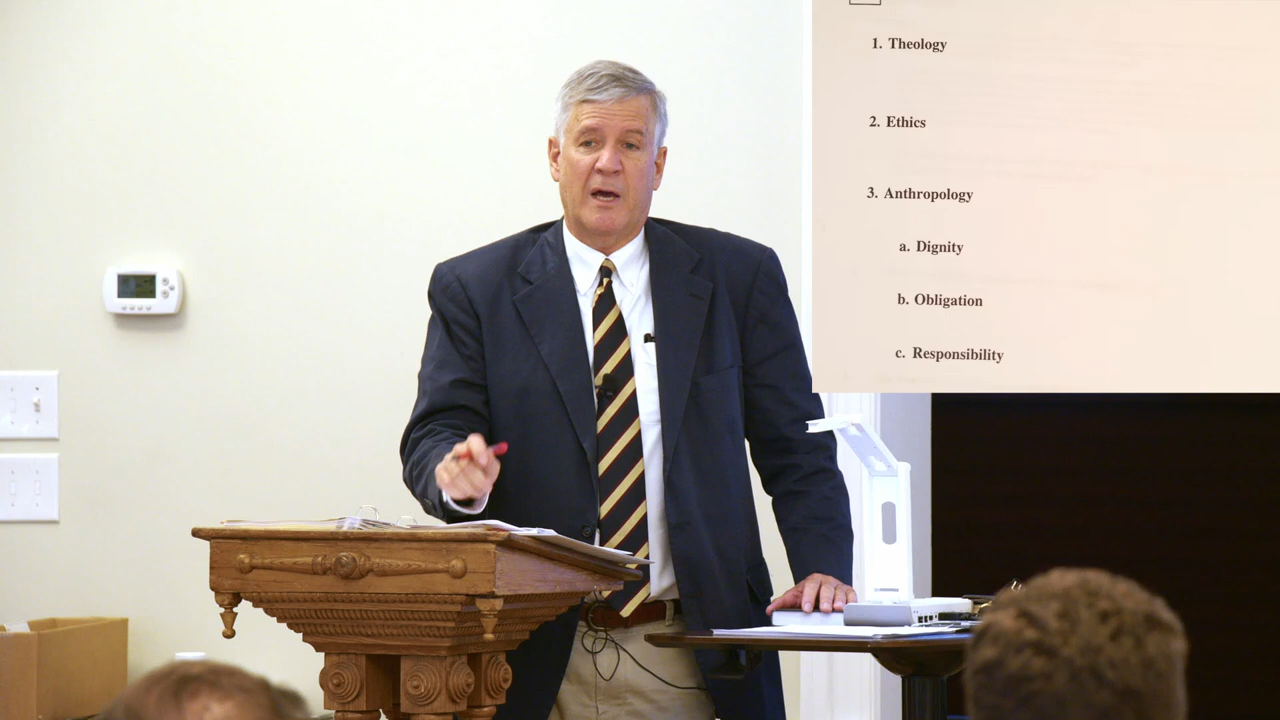 1. Theology
2. Ethics
3. Anthropology
a. Dignity
b. Obligation
c. Responsibility